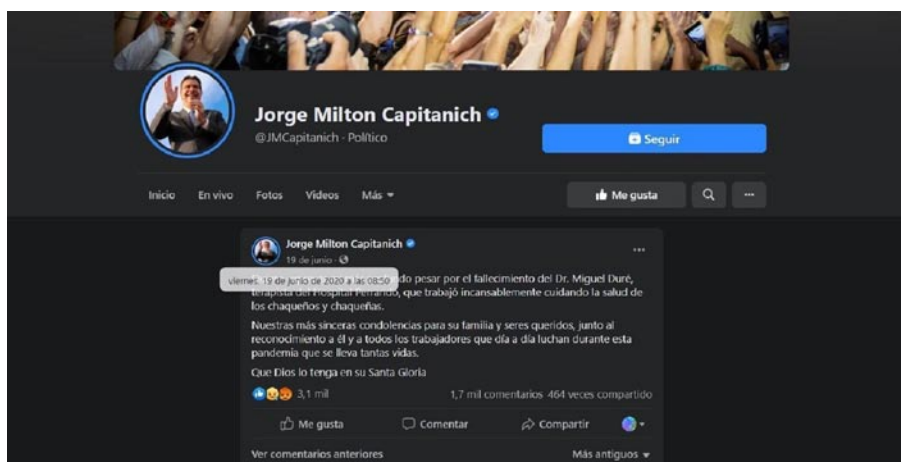 Jorge Milton Capitanich
@JMCapitanich · Político
Seguir
Inicio En vivo Fotos Videos Más
Me gusta
Jorge Milton Capitanich
19 de junio ·
viernes, 19 de junio de 2020 a las 08:50
do pesar por el fallecimiento del Dr. Miguel Duré,
terapista del Hospital Perrando, que trabajó incansablemente cuidando la salud de
los chaqueños y chaqueñas.
Nuestras más sinceras condolencias para su familia y seres queridos, junto al
reconocimiento a él y a todos los trabajadores que día a día luchan durante esta
pandemia que se lleva tantas vidas.
Que Dios lo tenga en su Santa Gloria
3,1 mil 1,7 mil comentarios 464 veces compartido
Me gusta Comentar Compartir
Ver comentarios anteriores Más antiguos